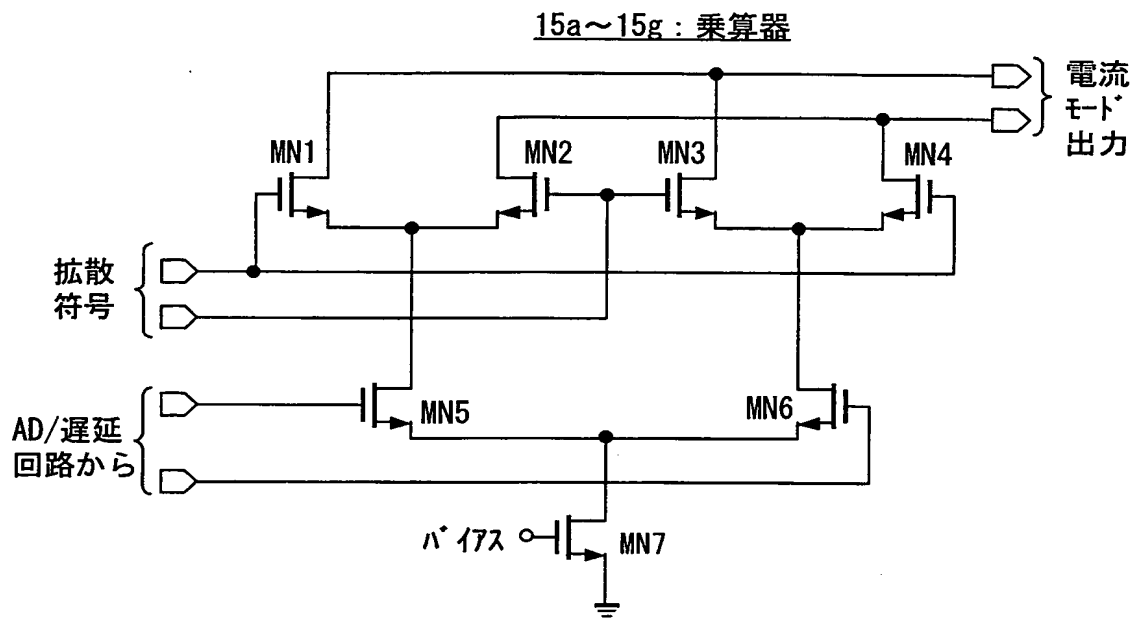 15a～15g：乗算器
電流
ﾓｰﾄﾞ
出力
MN1
MN2
MN3
MN4
拡散
符号
AD/遅延
回路から
MN5
MN6
ﾊﾞｲｱｽ
MN7